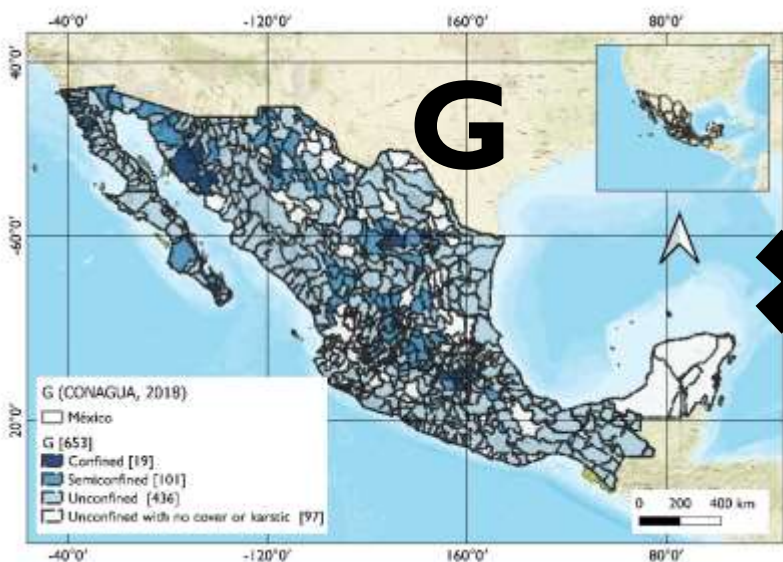 -40°0' -120°0' 160°0' 80°0'
G
40°0'
-60°0'
20°0'
G (CONAGUA, 2018)
México
G [653]
Confined [19]
Semiconfined [101]
Unconfined [436]
Unconfined with no cover or karstic [97]
0 200 400 km
-40°0' -120°0' 160°0' 80°0'